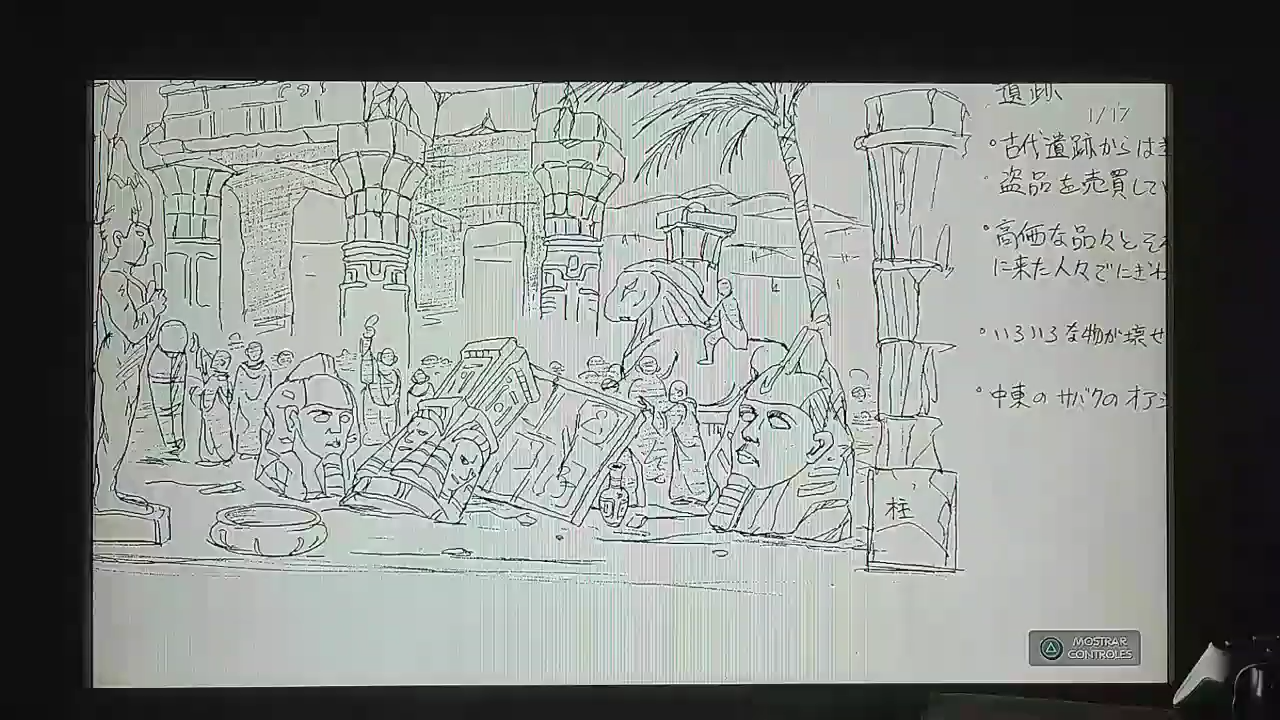 遺跡
1/17
・古代遺跡からは
・盗品を売買して
・高価な品々とそ
に来た人々でにぎわ
・いろいろな物が壊せ
・中東のサバクのオア
柱
MOSTRAR
CONTROLES